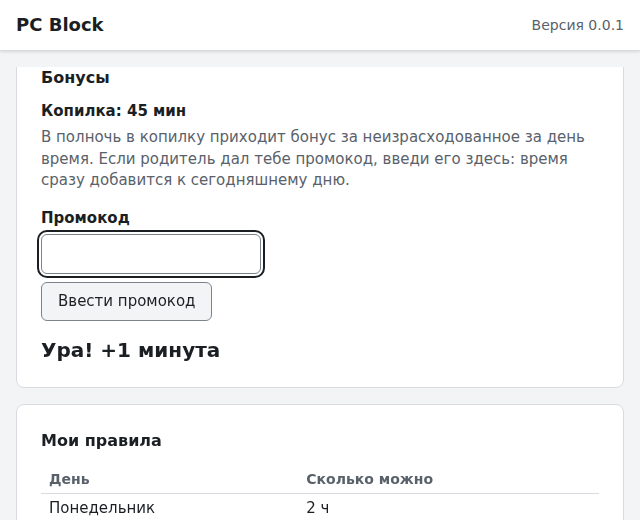 PC Block
Версия 0.0.1
Бонусы
Копилка: 45 мин
В полночь в копилку приходит бонус за неизрасходованное за день
время. Если родитель дал тебе промокод, введи его здесь: время
сразу добавится к сегодняшнему дню.
Промокод
Ввести промокод
Ура! +1 минута
Мои правила
День Сколько можно
Понедельник 2 ч